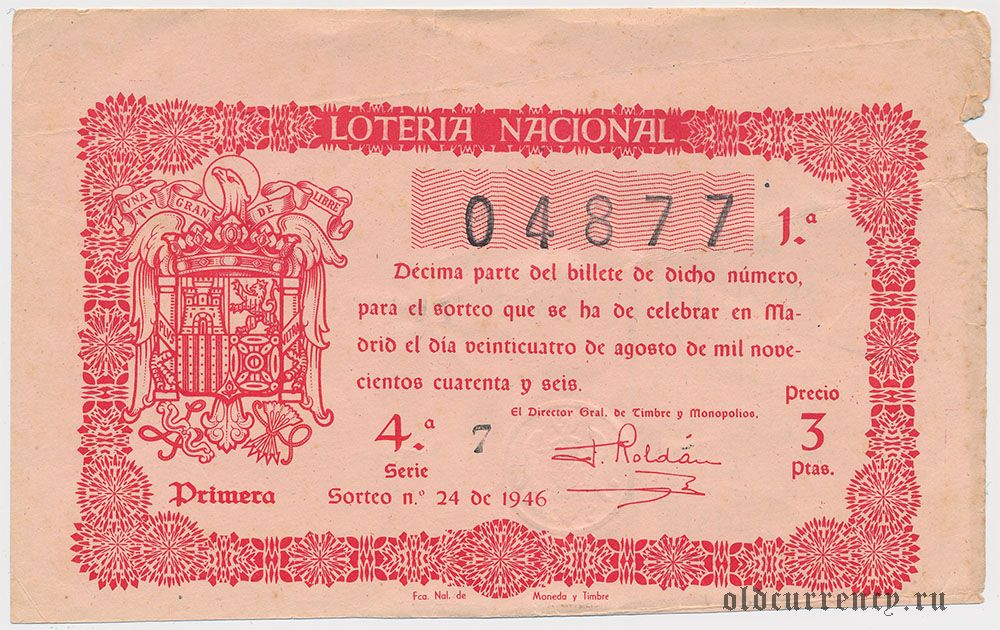 LOTERIA NACIONAL
UNA GRANDE LIBRE
04877
1.ª
Décima parte del billete de dicho número,
para el sorteo que se ha de celebrar en Ma-
drid el día veinticuatro de agosto de mil nove-
cientos cuarenta y seis.
El Director Gral. de Timbre y Monopolios,
Precio
3
Ptas.
4.ª 7
Serie
J. Roldán
Primera
Sorteo n.º 24 de 1946
Fca. Nal. de Moneda y Timbre
oldcurrency.ru